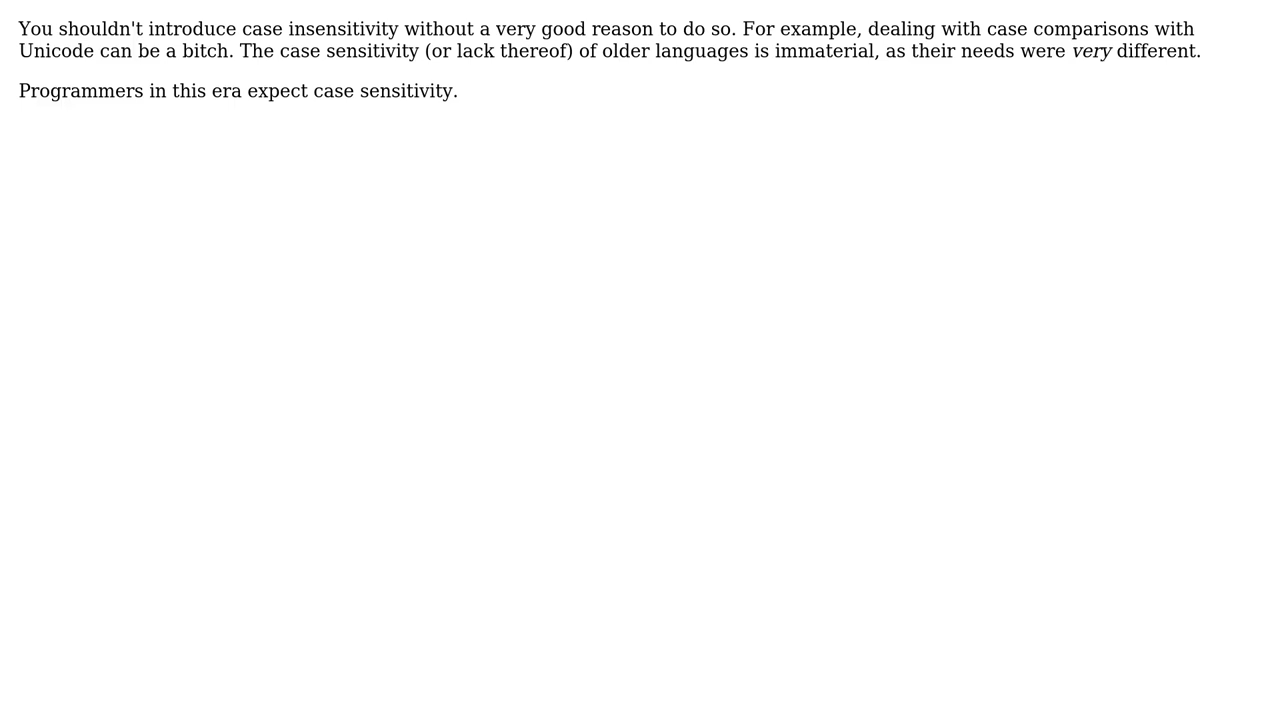 You shouldn't introduce case insensitivity without a very good reason to do so. For example, dealing with case comparisons with
Unicode can be a bitch. The case sensitivity (or lack thereof) of older languages is immaterial, as their needs were very different.
Programmers in this era expect case sensitivity.